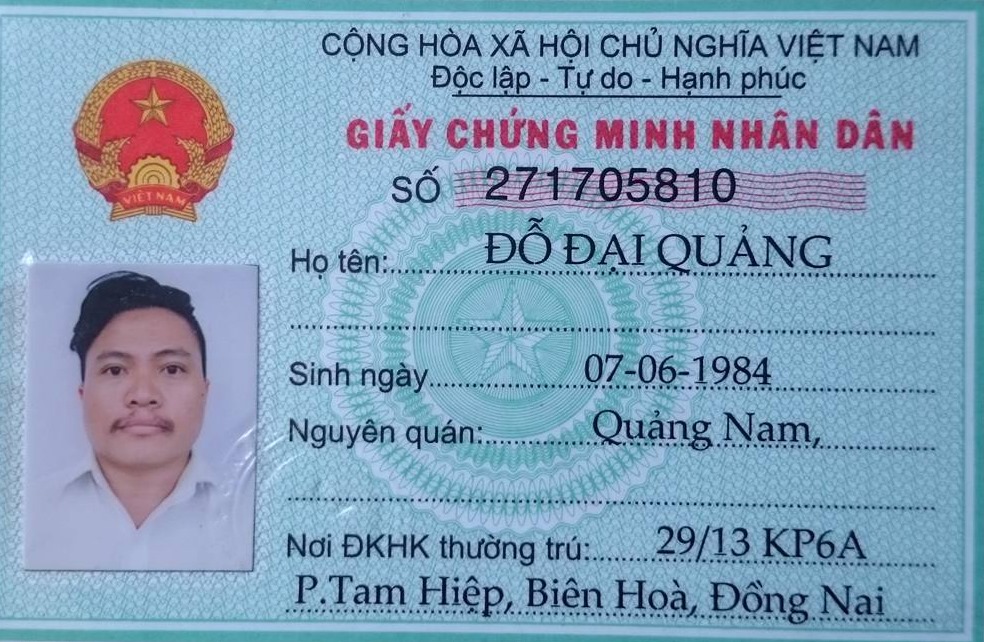 CỘNG HÒA XÃ HỘI CHỦ NGHĨA VIỆT NAM
Độc lập - Tự do - Hạnh phúc
GIẤY CHỨNG MINH NHÂN DÂN
SỐ 271705810
VIỆT NAM
Họ tên: ĐỖ ĐẠI QUẢNG
Sinh ngày 07-06-1984
Nguyên quán: Quảng Nam,
Nơi ĐKHK thường trú: 29/13 KP6A
P.Tam Hiệp, Biên Hoà, Đồng Nai